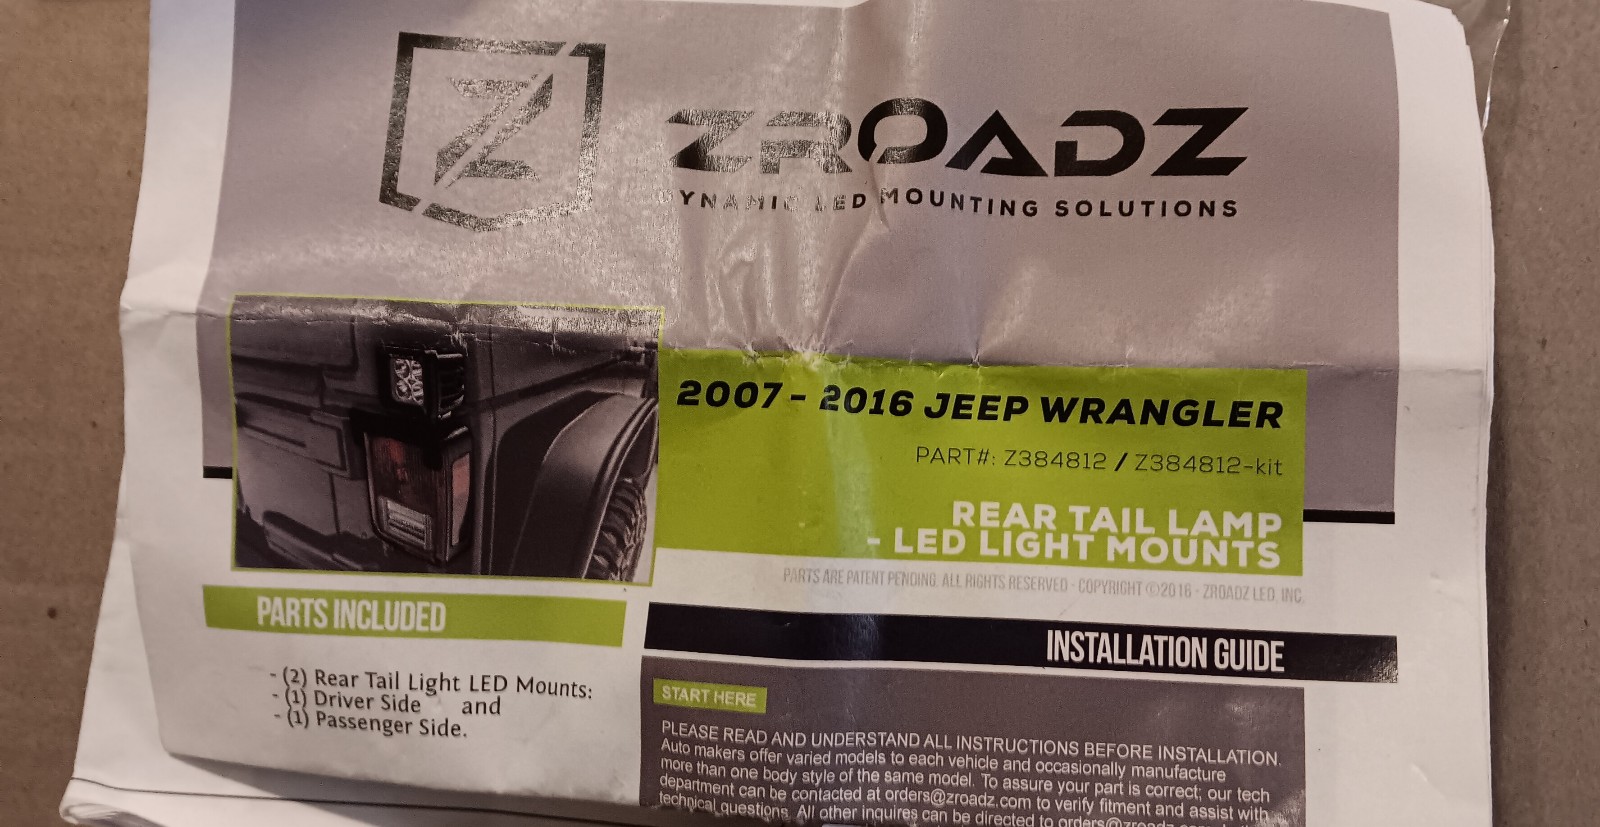 ZROADZ
DYNAMIC LED MOUNTING SOLUTIONS
2007 - 2016 JEEP WRANGLER
PART#: Z384812 / Z384812-kit
REAR TAIL LAMP
- LED LIGHT MOUNTS
PARTS ARE PATENT PENDING. ALL RIGHTS RESERVED - COPYRIGHT ©2016 - ZROADZ LED, INC.
PARTS INCLUDED
- (2) Rear Tail Light LED Mounts:
- (1) Driver Side and
- (1) Passenger Side.
INSTALLATION GUIDE
START HERE
PLEASE READ AND UNDERSTAND ALL INSTRUCTIONS BEFORE INSTALLATION.
Auto makers offer varied models to each vehicle and occasionally manufacture
more than one body style of the same model. To assure your part is correct; our tech
department can be contacted at orders@zroadz.com to verify fitment and assist with
technical questions. All other inquires can be directed to